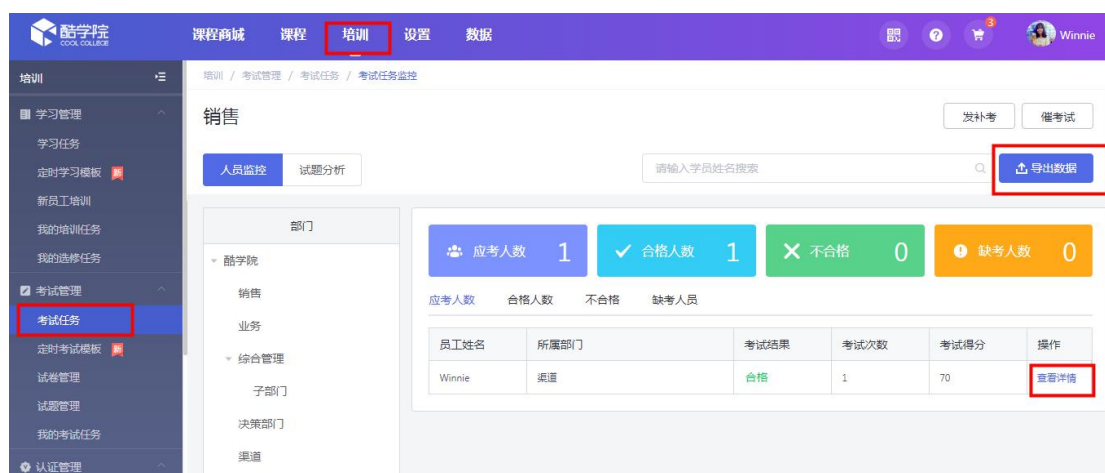 酷学院 课程商城 课程 培训 设置 数据 3 Winnie
COOL COLLEGE
培训 培训 / 考试管理 / 考试任务 / 考试任务监控
学习管理
学习任务
定时学习模板 新
新员工培训
我的培训任务
我的选修任务
考试管理
考试任务
定时考试模板 新
试卷管理
试题管理
我的考试任务
认证管理
销售 发补考 催考试
人员监控 试题分析 请输入学员姓名搜索 导出数据
部门
酷学院
销售
业务
综合管理
子部门
决策部门
渠道
应考人数 1 合格人数 1 不合格 0 缺考人数 0
应考人数 合格人数 不合格 缺考人员
员工姓名 所属部门 考试结果 考试次数 考试得分 操作
Winnie 渠道 合格 1 70 查看详情